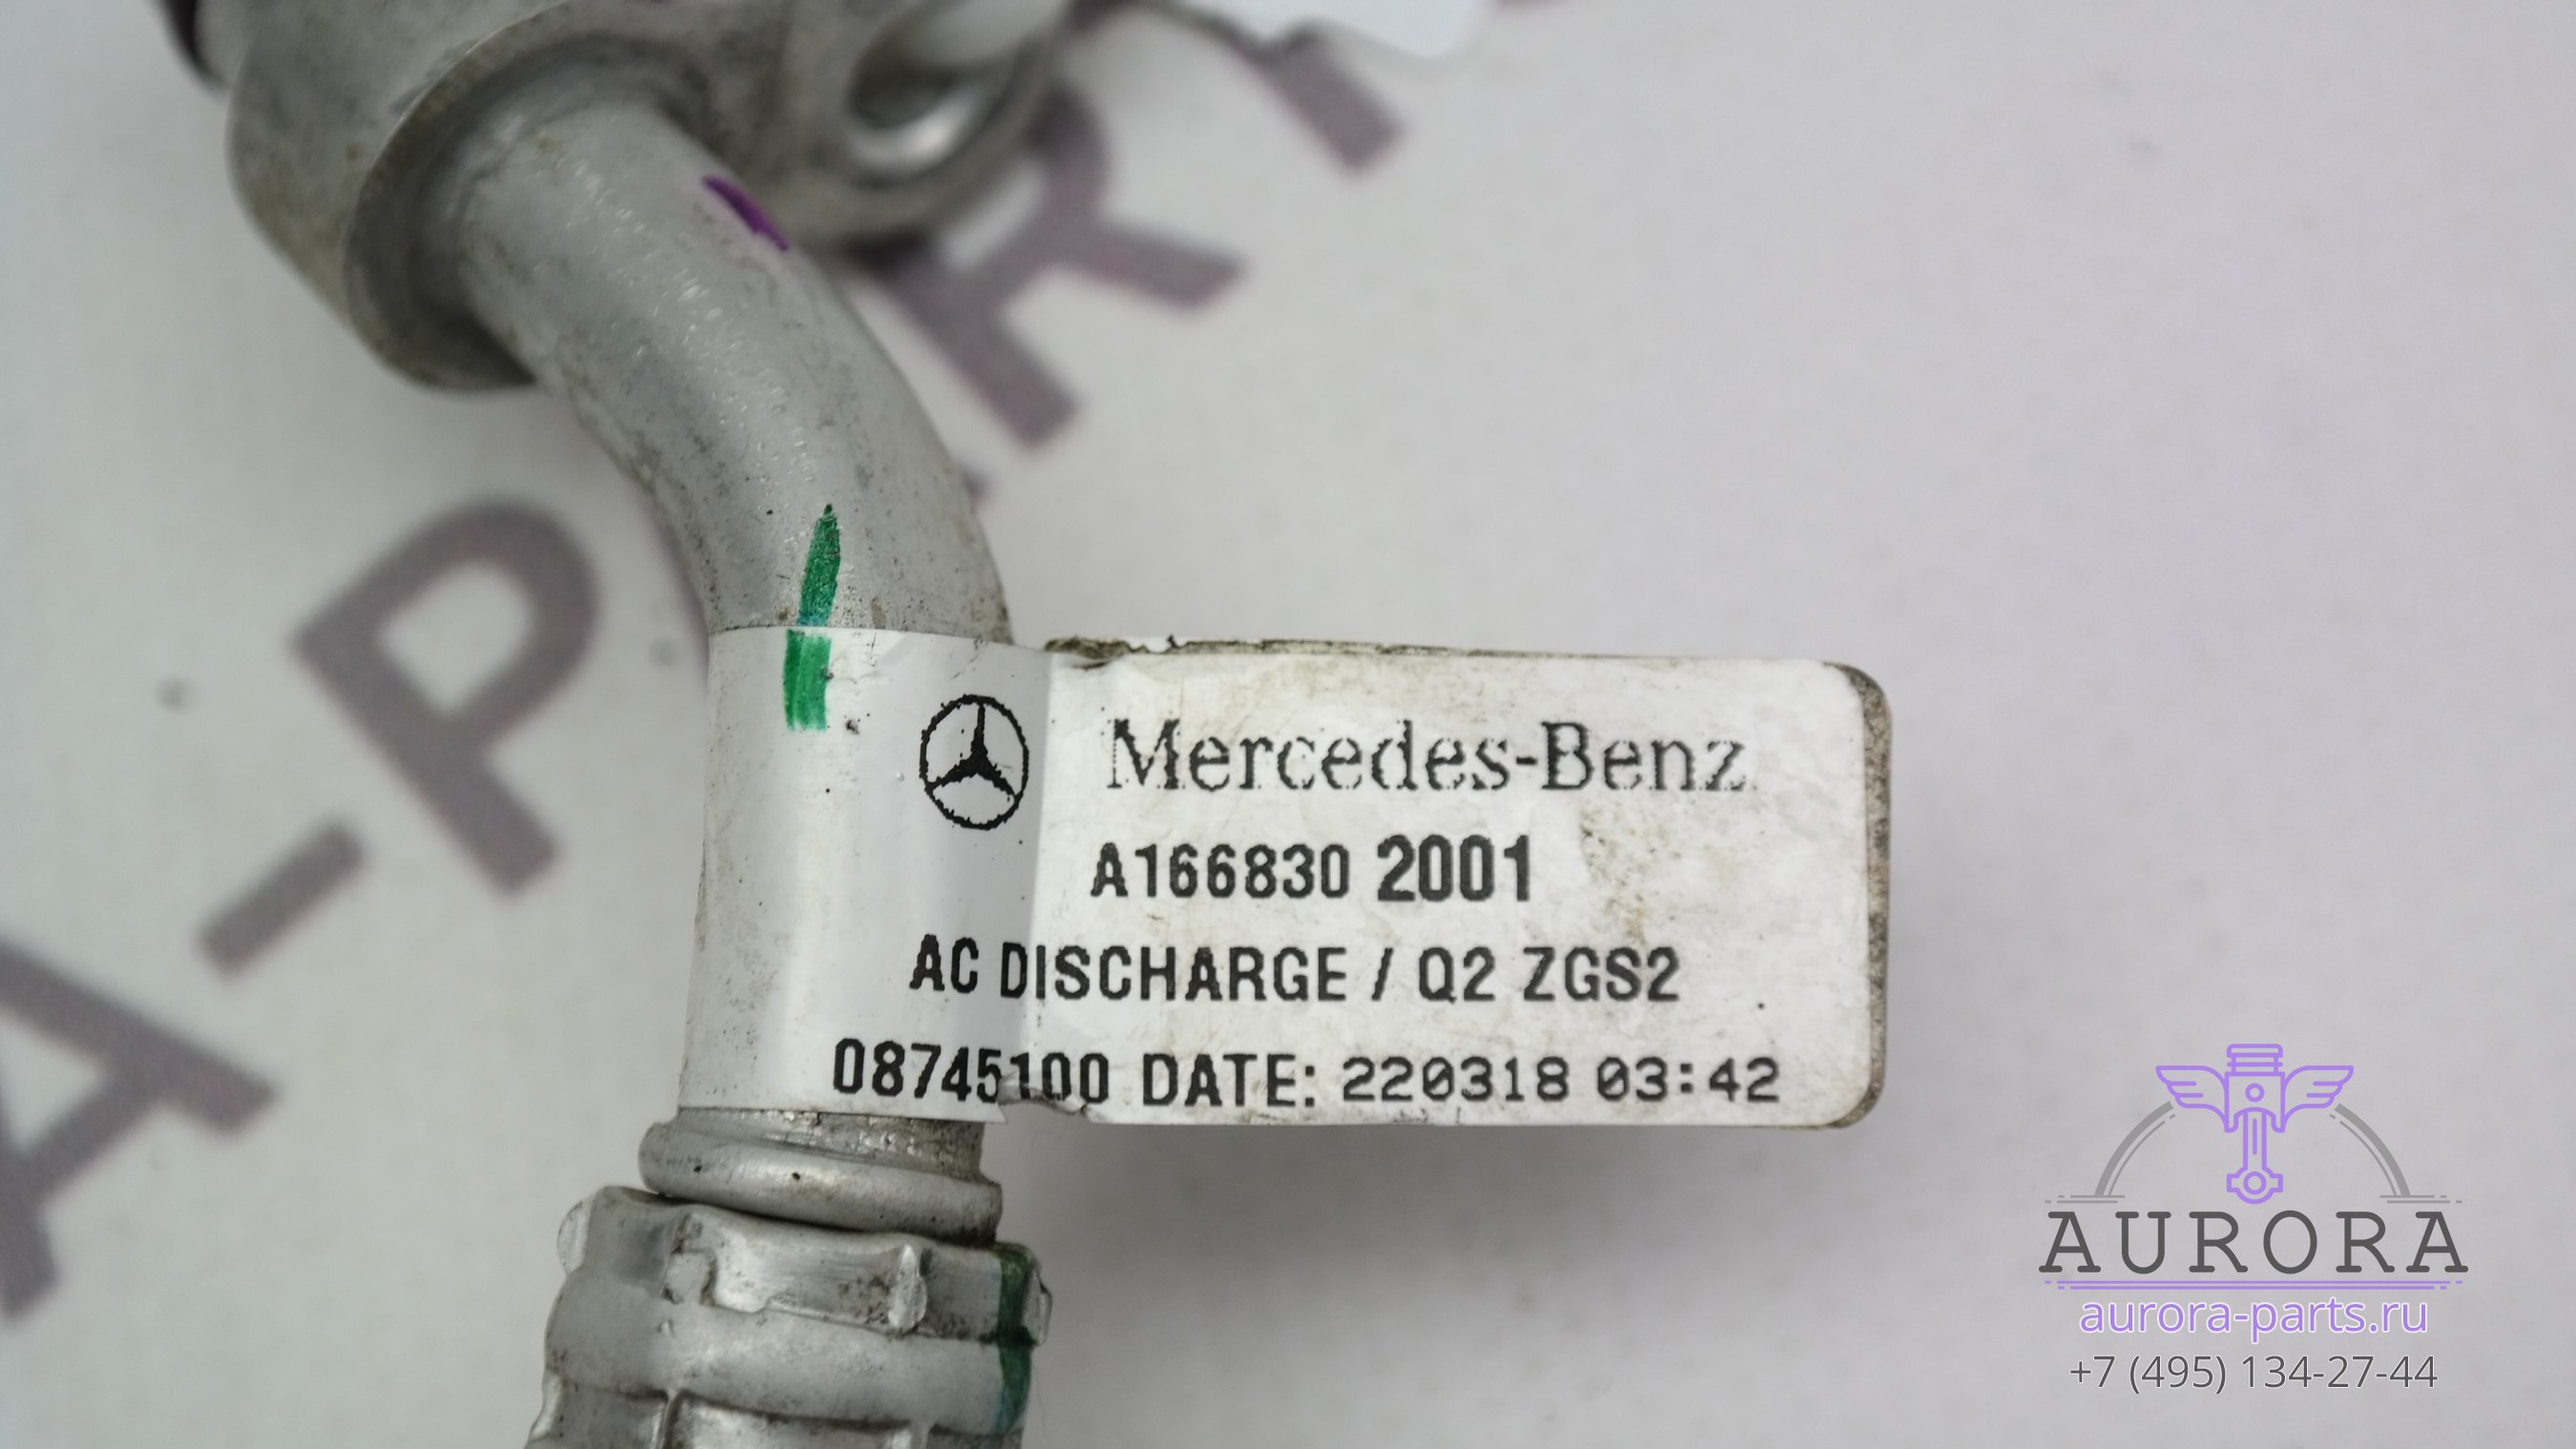 A-PART
Mercedes-Benz
A166830 2001
AC DISCHARGE / Q2 ZGS2
08745100 DATE: 220318 03:42
AURORA
aurora-parts.ru
+7 (495) 134-27-44